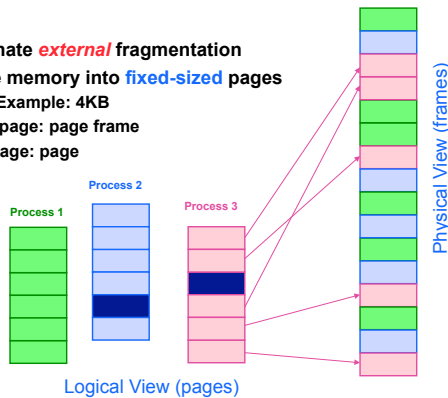 nate external fragmentation
e memory into fixed-sized pages
Example: 4KB
page: page frame
age: page
Process 1
Process 2
Process 3
Logical View (pages)
Physical View (frames)